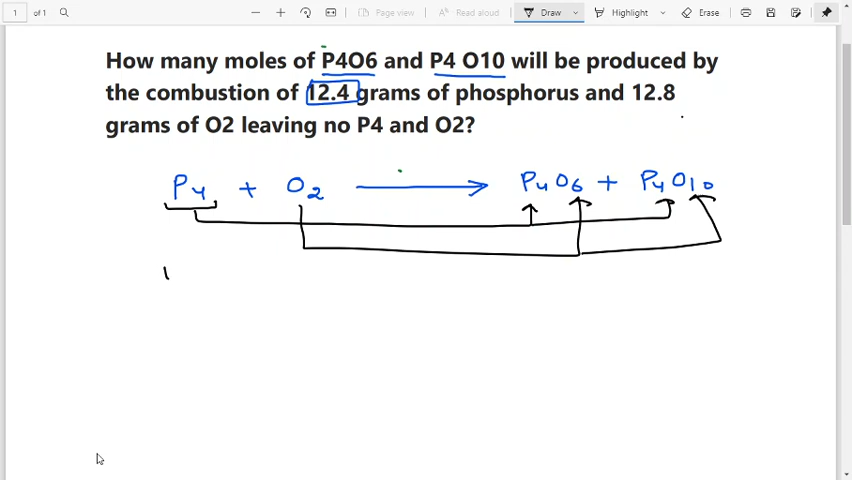 1 of 1 Page view Read aloud Draw Highlight Erase
How many moles of P4O6 and P4 O10 will be produced by
the combustion of 12.4 grams of phosphorus and 12.8
grams of O2 leaving no P4 and O2?
P4 + O2 → P4O6 + P4O10